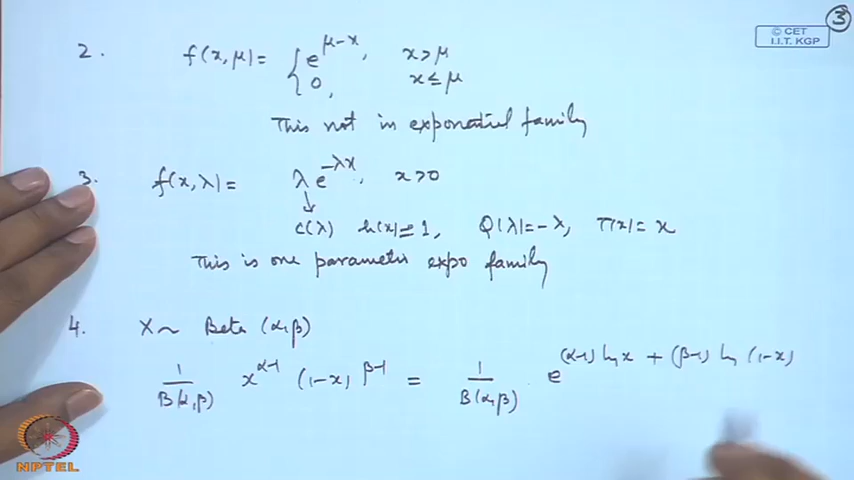 3
© CET
I.I.T. KGP
2. f(x,μ) = { e^{μ-x}, x>μ
0, x≤μ
This not in exponential family
3. f(x,λ) = λ e^{-λx}, x>0
↓
c(λ) h(x)=1, Q(λ)=-λ, T(x)=x
This is one parameter expo family
4. X~ Beta (α,β)
1/B(α,β) x^{α-1} (1-x)^{β-1} = 1/B(α,β) . e^{(α-1) ln x + (β-1) ln (1-x)}
NPTEL